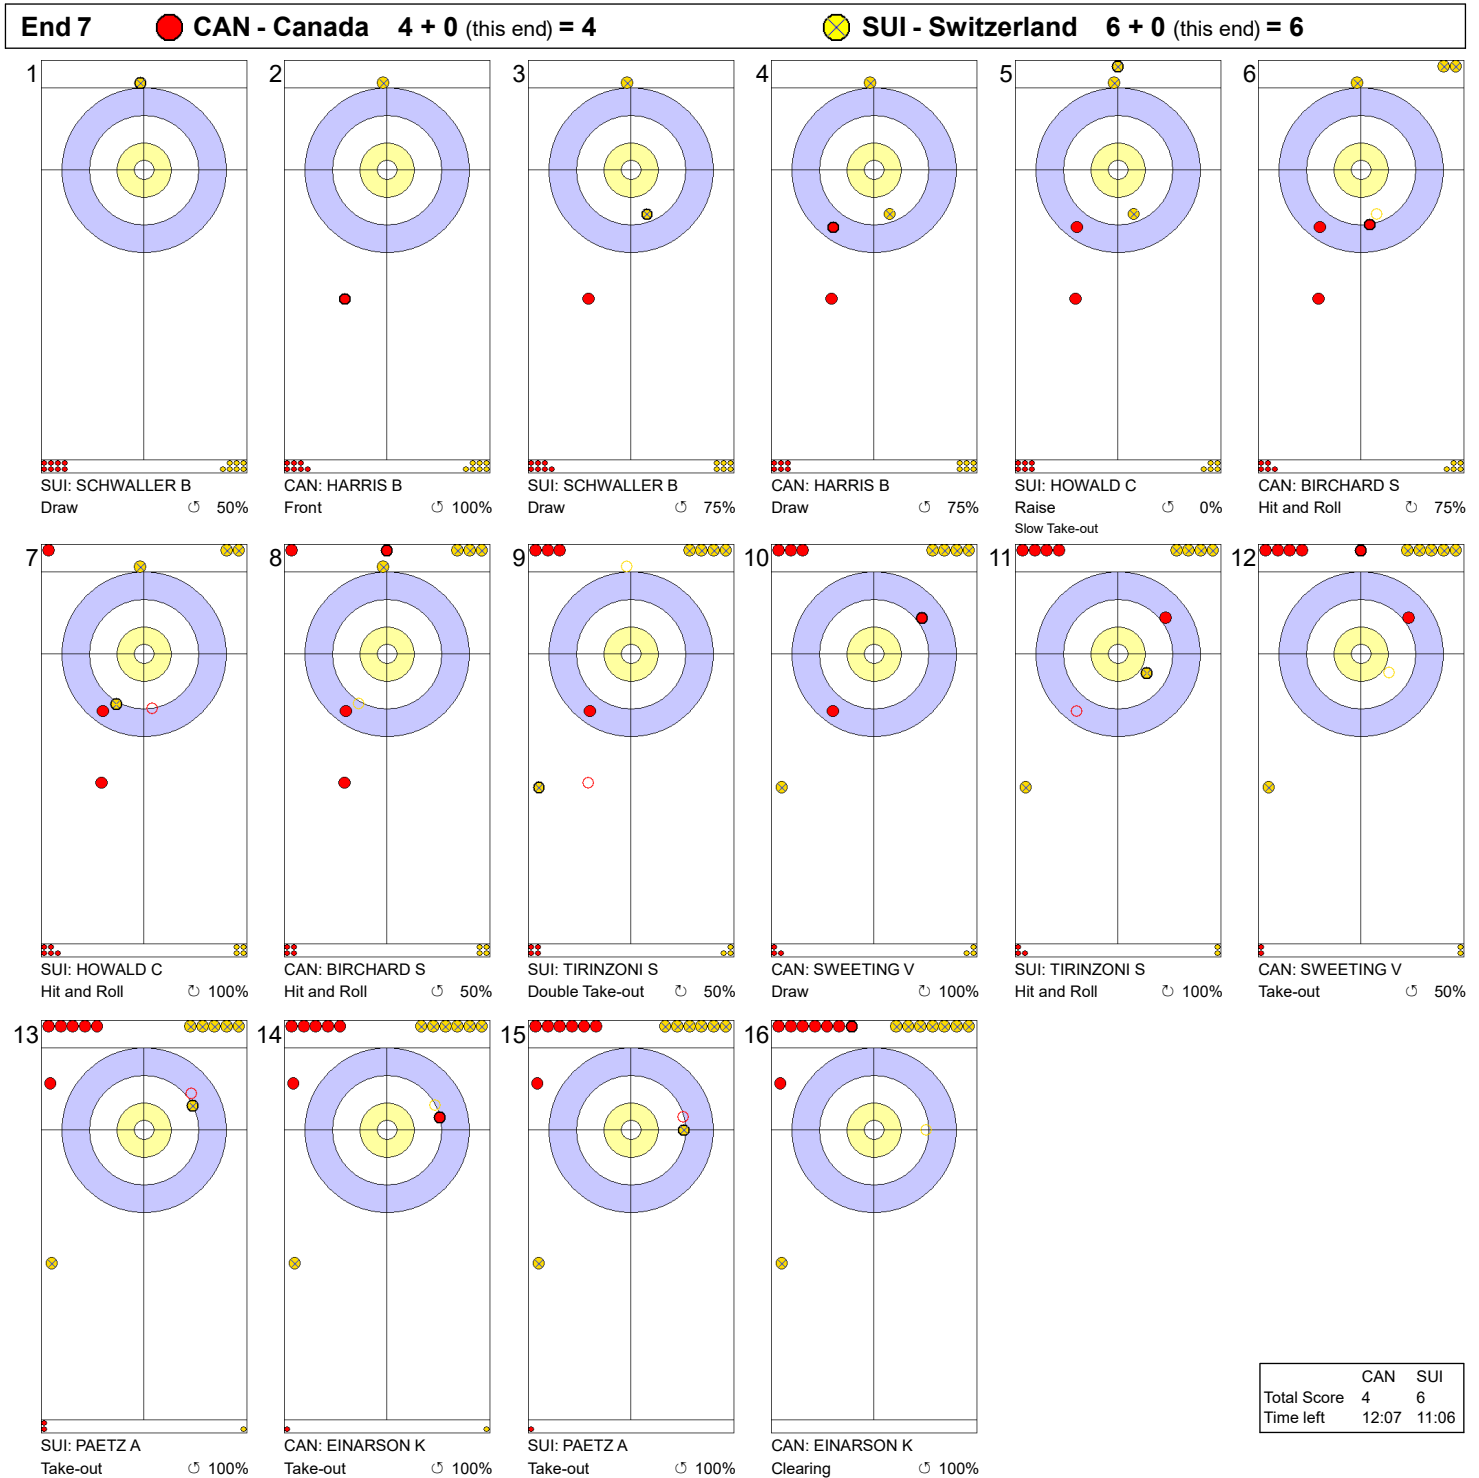 End 7 CAN - Canada 4 + 0 (this end) = 4 SUI - Switzerland 6 + 0 (this end) = 6
1 2 3 4 5 6
SUI: SCHWALLER B CAN: HARRIS B SUI: SCHWALLER B CAN: HARRIS B SUI: HOWALD C CAN: BIRCHARD S
Draw ↺ 50% Front ↺ 100% Draw ↺ 75% Draw ↺ 75% Raise ↺ 0% Hit and Roll ↺ 75%
Slow Take-out
7 8 9 10 11 12
SUI: HOWALD C CAN: BIRCHARD S SUI: TIRINZONI S CAN: SWEETING V SUI: TIRINZONI S CAN: SWEETING V
Hit and Roll ↻ 100% Hit and Roll ↺ 50% Double Take-out ↻ 50% Draw ↻ 100% Hit and Roll ↻ 100% Take-out ↺ 50%
13 14 15 16
SUI: PAETZ A CAN: EINARSON K SUI: PAETZ A CAN: EINARSON K
Take-out ↺ 100% Take-out ↺ 100% Take-out ↺ 100% Clearing ↺ 100%
CAN SUI
Total Score 4 6
Time left 12:07 11:06